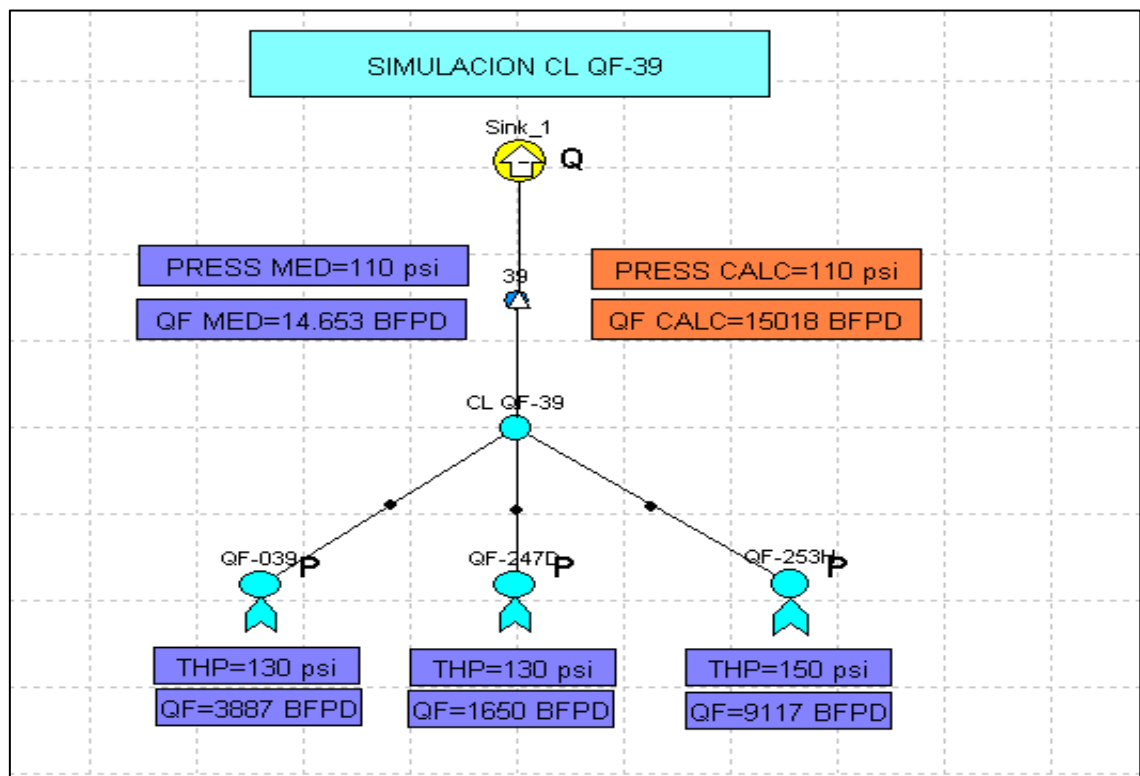 SIMULACION CL QF-39
Sink_1
Q
PRESS MED=110 psi
PRESS CALC=110 psi
39
QF MED=14.653 BFPD
QF CALC=15018 BFPD
CL QF-39
QF-039
P
QF-247D
P
QF-253H
P
THP=130 psi
THP=130 psi
THP=150 psi
QF=3887 BFPD
QF=1650 BFPD
QF=9117 BFPD